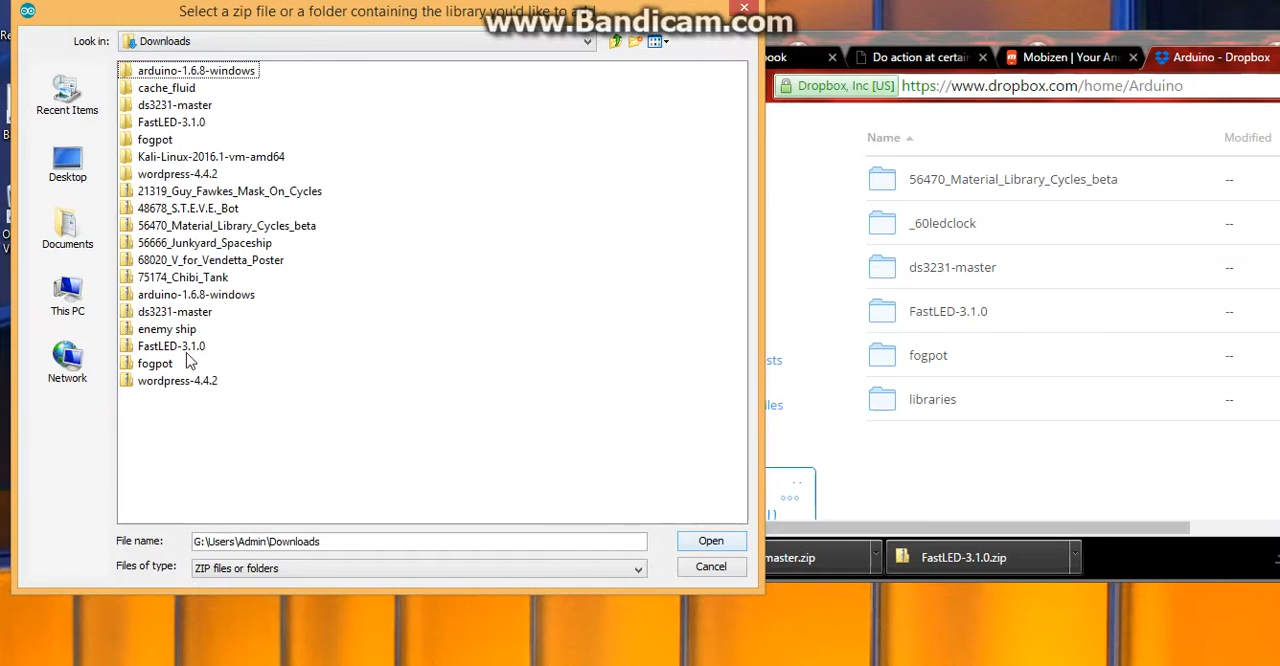 Select a zip file or a folder containing the library you'd like to add
www.Bandicam.com
Look in:
Downloads
Recent Items
Desktop
Documents
This PC
Network
arduino-1.6.8-windows
cache_fluid
ds3231-master
FastLED-3.1.0
fogpot
Kali-Linux-2016.1-vm-amd64
wordpress-4.4.2
21319_Guy_Fawkes_Mask_On_Cycles
48678_S.T.E.V.E._Bot
56470_Material_Library_Cycles_beta
56666_Junkyard_Spaceship
68020_V_for_Vendetta_Poster
75174_Chibi_Tank
arduino-1.6.8-windows
ds3231-master
enemy ship
FastLED-3.1.0
fogpot
wordpress-4.4.2
File name:
G:\Users\Admin\Downloads
Open
Files of type:
ZIP files or folders
Cancel
ook
Do action at certai
Mobizen | Your An
Arduino - Dropbox
Dropbox, Inc [US]
https://www.dropbox.com/home/Arduino
Name
Modified
56470_Material_Library_Cycles_beta
--
_60ledclock
--
ds3231-master
--
FastLED-3.1.0
--
fogpot
--
libraries
--
sts
iles
master.zip
FastLED-3.1.0.zip